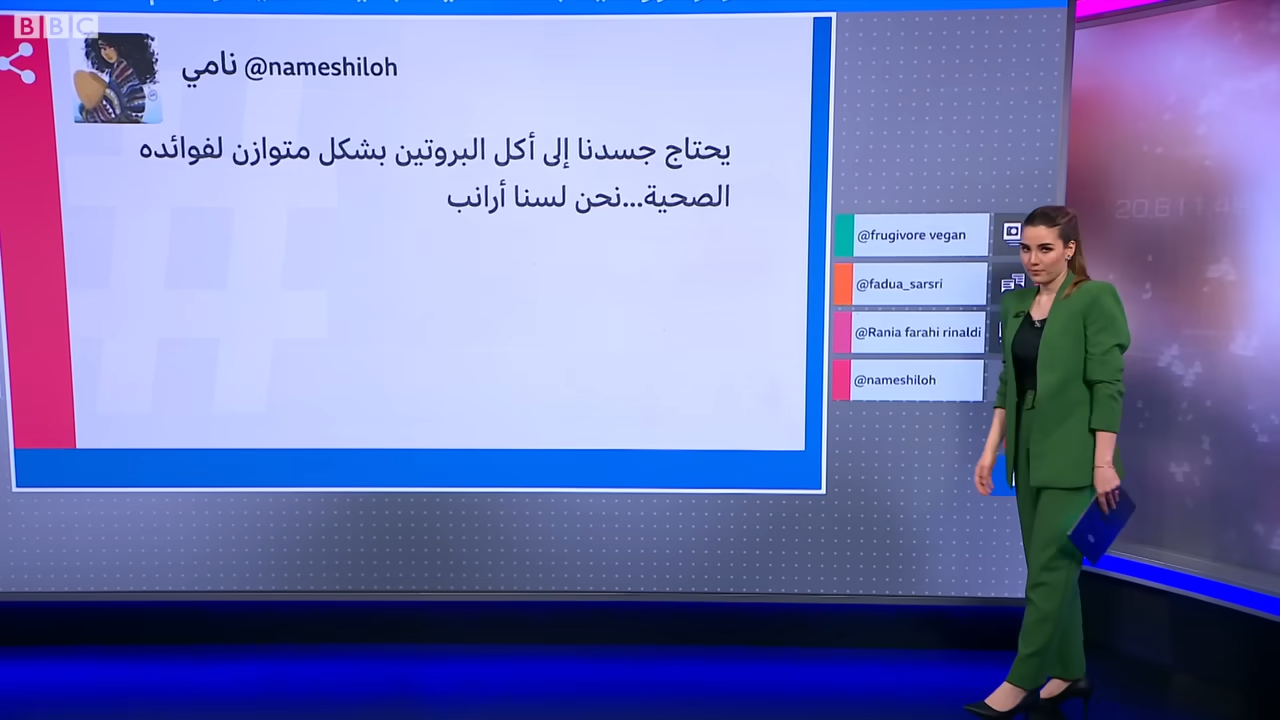 BBC
نامي @nameshiloh
يحتاج جسدنا إلى أكل البروتين بشكل متوازن لفوائده
الصحية...نحن لسنا أرانب
@frugivore vegan
@fadua_sarsri
@Rania farahi rinaldi
@nameshiloh